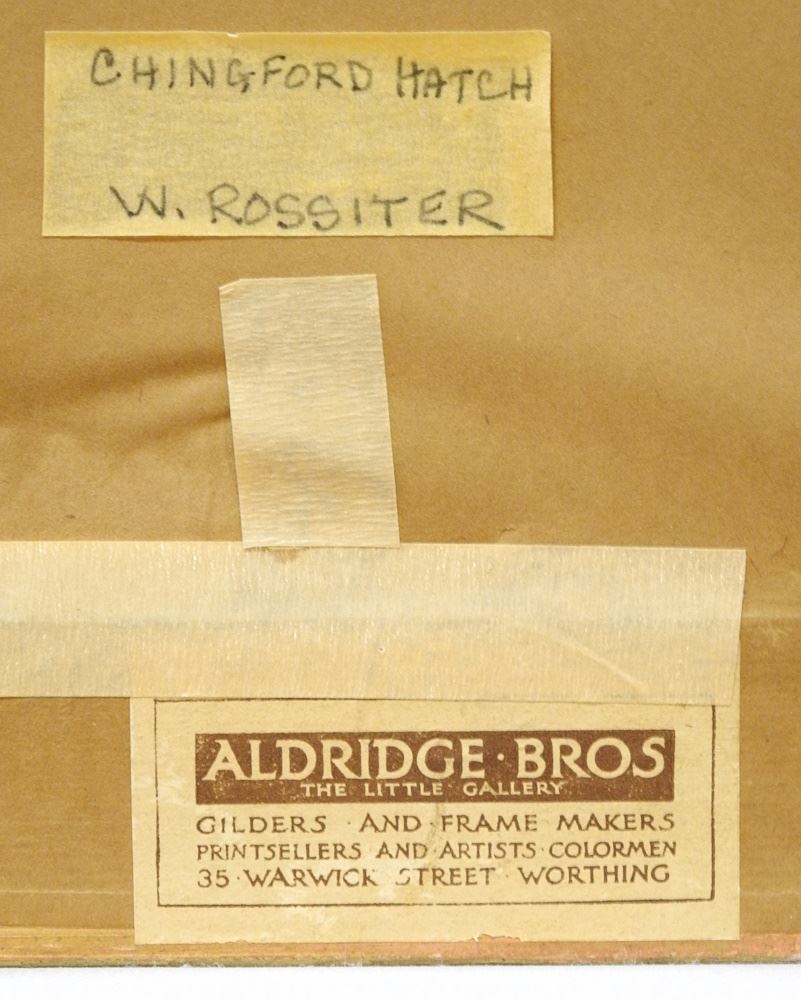 CHINGFORD HATCH
W. ROSSITER
ALDRIDGE · BROS
THE LITTLE GALLERY
GILDERS · AND · FRAME MAKERS
PRINTSELLERS AND · ARTISTS · COLORMEN
35 · WARWICK STREET · WORTHING